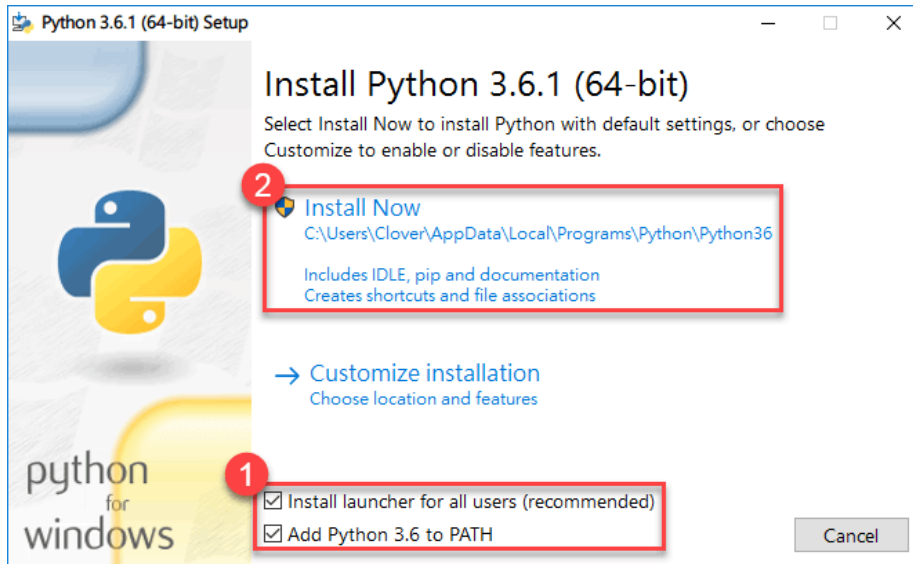 Python 3.6.1 (64-bit) Setup
Install Python 3.6.1 (64-bit)
Select Install Now to install Python with default settings, or choose
Customize to enable or disable features.
2
Install Now
C:\Users\Clover\AppData\Local\Programs\Python\Python36
Includes IDLE, pip and documentation
Creates shortcuts and file associations
Customize installation
Choose location and features
1
Install launcher for all users (recommended)
Add Python 3.6 to PATH
python
for
windows
Cancel